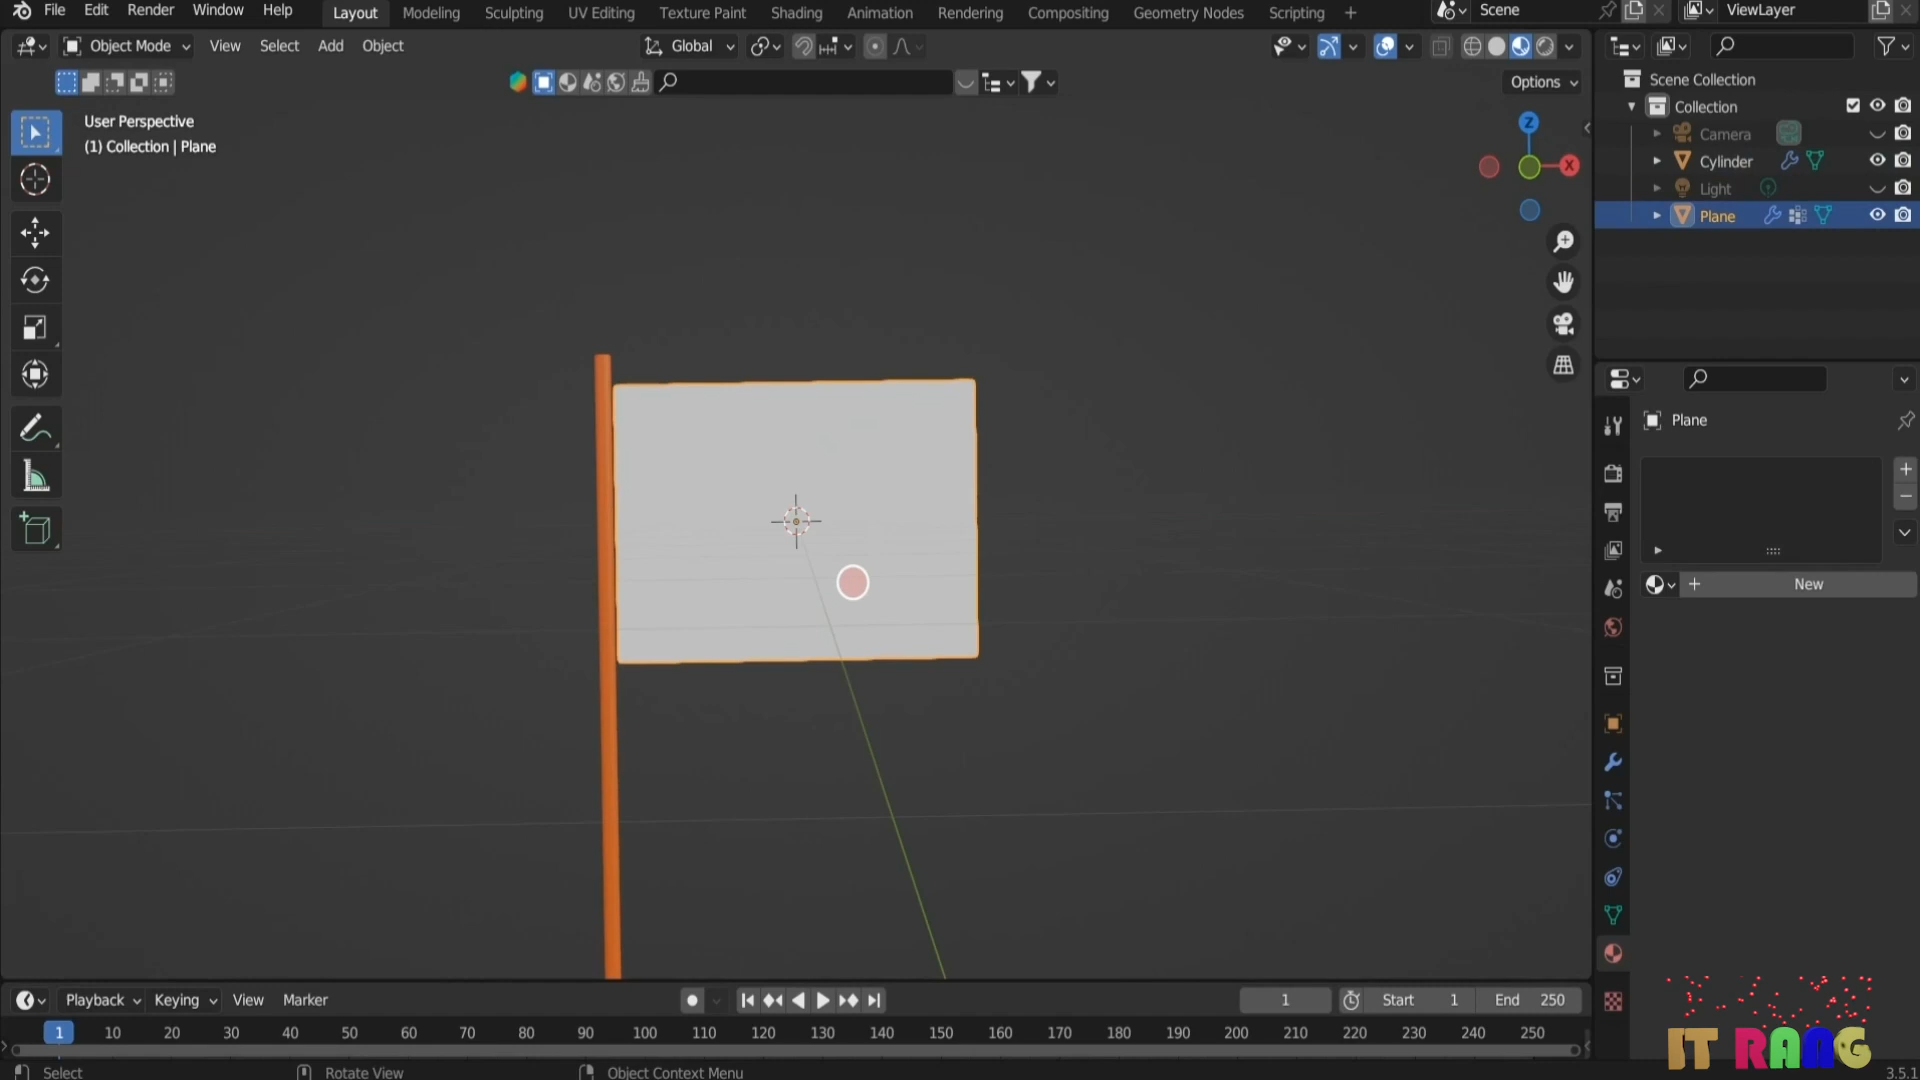 File Edit Render Window Help Layout Modeling Sculpting UV Editing Texture Paint Shading Animation Rendering Compositing Geometry Nodes Scripting + Scene ViewLayer
Object Mode View Select Add Object Global
Options
User Perspective
(1) Collection | Plane
Z
X
Scene Collection
Collection
Camera
Cylinder
Light
Plane
Plane
New
Playback Keying View Marker 1 Start 1 End 250
1 10 20 30 40 50 60 70 80 90 100 110 120 130 140 150 160 170 180 190 200 210 220 230 240 250
Select Rotate View Object Context Menu 3.5.1
IT RANG